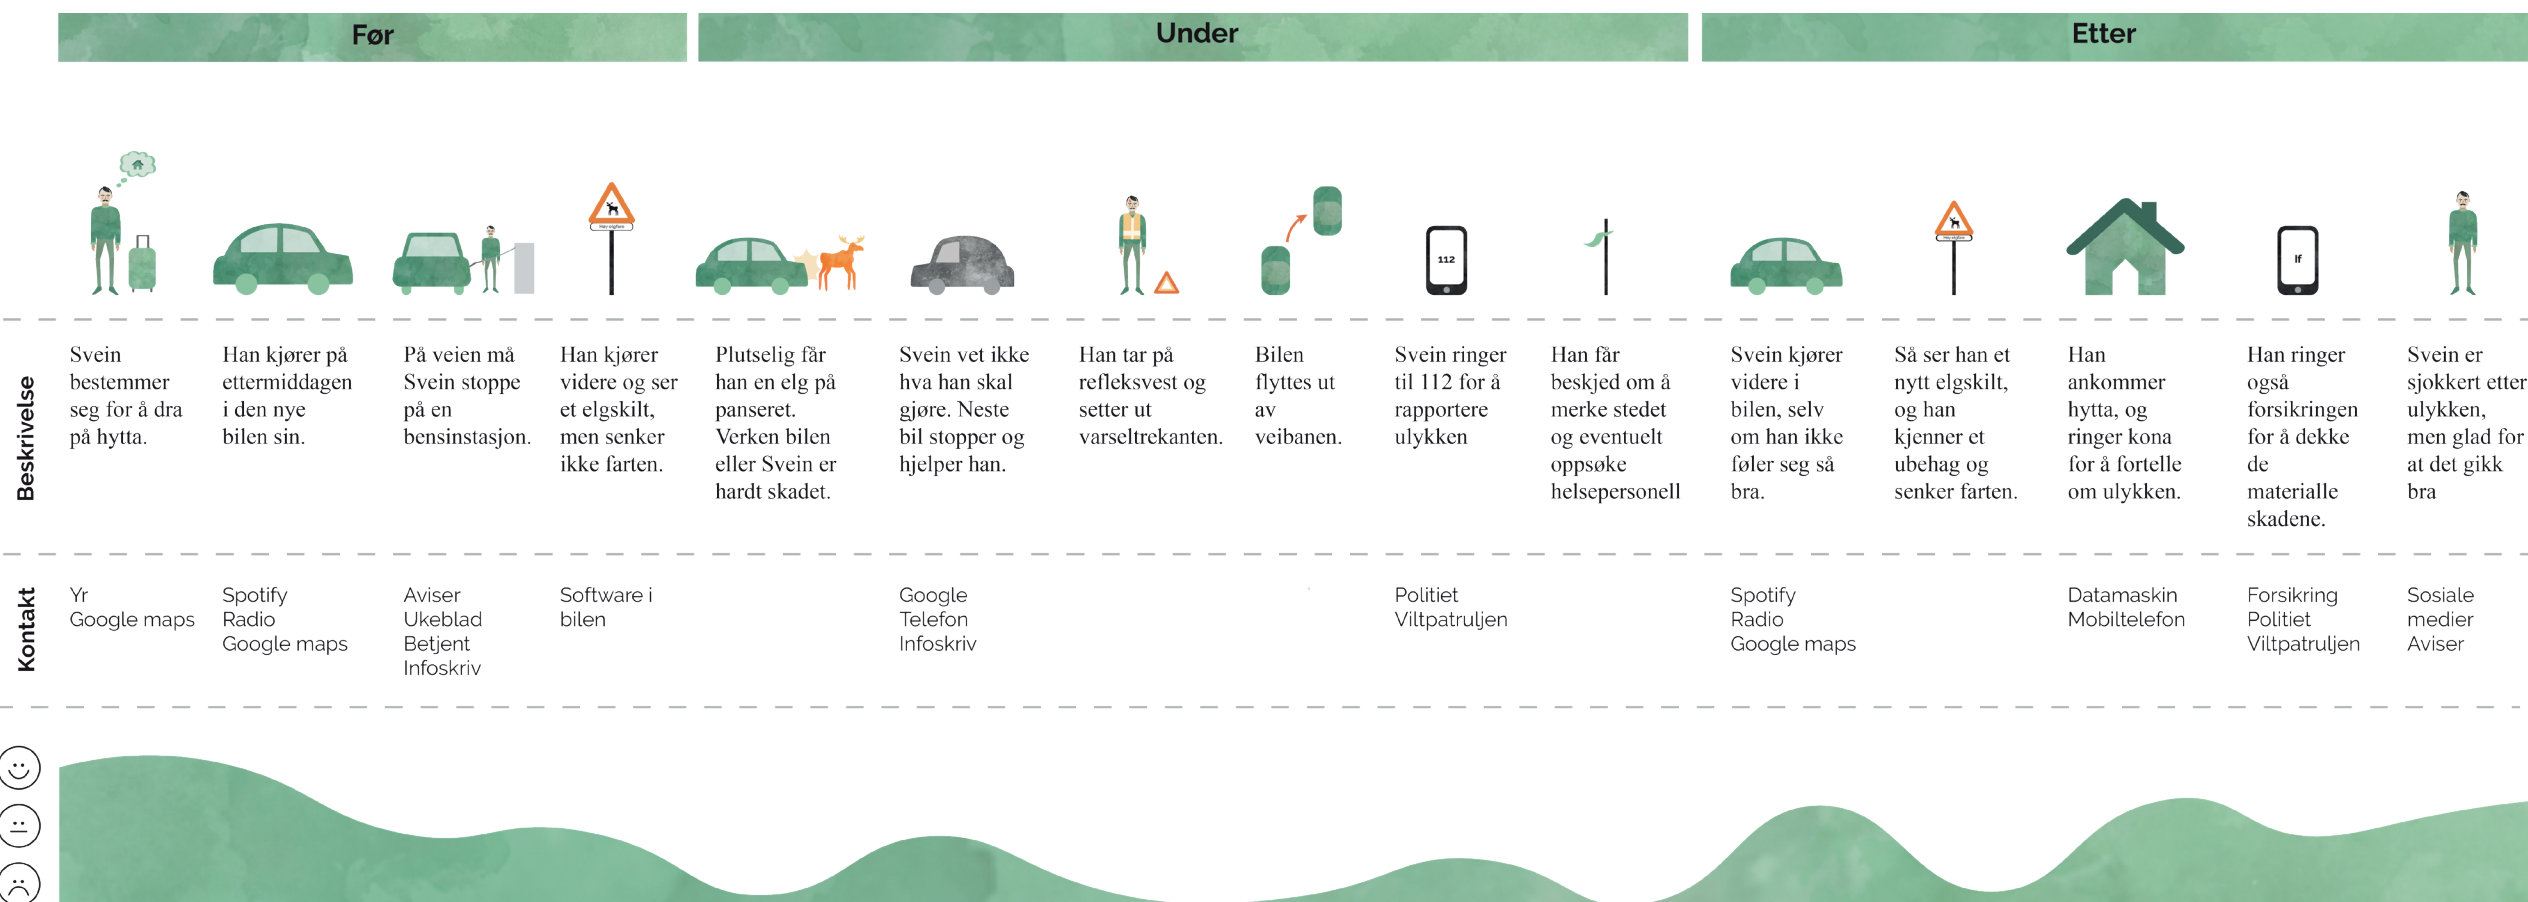 Før
Under
Etter
Høy elgfare
112
Høy elgfare
If
Beskrivelse
Svein
bestemmer
seg for å dra
på hytta.
Han kjører på
ettermiddagen
i den nye
bilen sin.
På veien må
Svein stoppe
på en
bensinstasjon.
Han kjører
videre og ser
et elgskilt,
men senker
ikke farten.
Plutselig får
han en elg på
panseret.
Verken bilen
eller Svein er
hardt skadet.
Svein vet ikke
hva han skal
gjøre. Neste
bil stopper og
hjelper han.
Han tar på
refleksvest og
setter ut
varseltrekanten.
Bilen
flyttes ut
av
veibanen.
Svein ringer
til 112 for å
rapportere
ulykken
Han får
beskjed om å
merke stedet
og eventuelt
oppsøke
helsepersonell
Svein kjører
videre i
bilen, selv
om han ikke
føler seg så
bra.
Så ser han et
nytt elgskilt,
og han
kjenner et
ubehag og
senker farten.
Han
ankommer
hytta, og
ringer kona
for å fortelle
om ulykken.
Han ringer
også
forsikringen
for å dekke
de
materialle
skadene.
Svein er
sjokkert etter
ulykken,
men glad for
at det gikk
bra
Kontakt
Yr
Google maps
Spotify
Radio
Google maps
Aviser
Ukeblad
Betjent
Infoskriv
Software i
bilen
Google
Telefon
Infoskriv
Politiet
Viltpatruljen
Spotify
Radio
Google maps
Datamaskin
Mobiltelefon
Forsikring
Politiet
Viltpatruljen
Sosiale
medier
Aviser